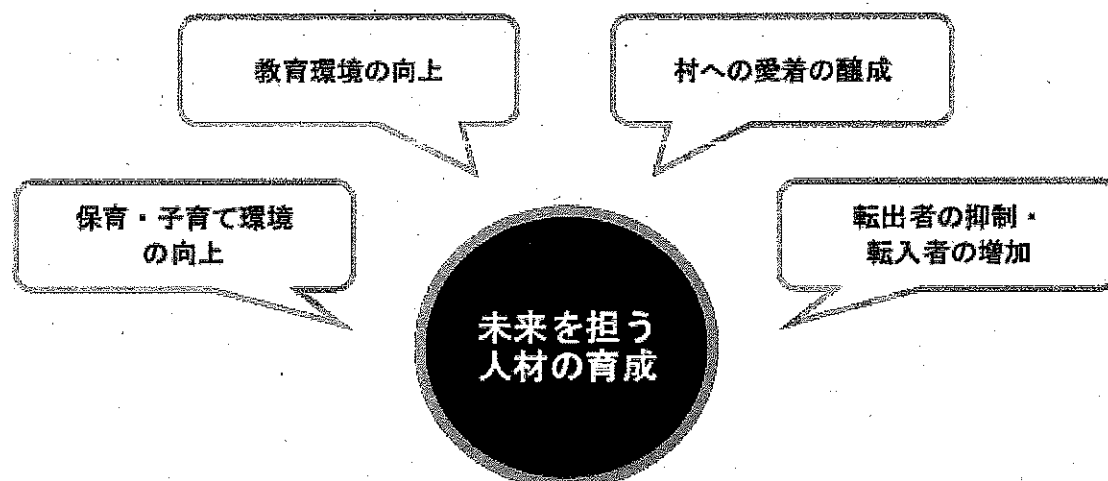 教育環境の向上
村への愛着の醸成
保育・子育て環境
の向上
転出者の抑制・
転入者の増加
未来を担う
人材の育成